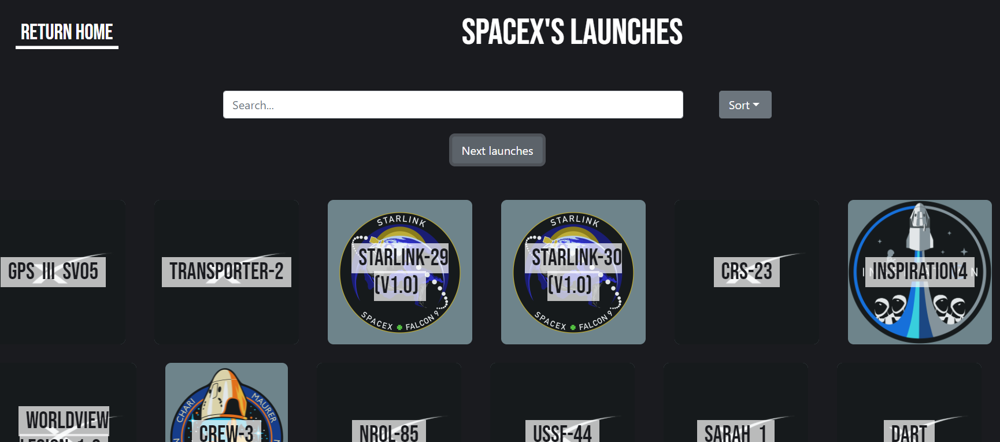 RETURN HOME
SPACEX'S LAUNCHES
Search...
Sort
Next launches
GPS III SV05
TRANSPORTER-2
STARLINK
STARLINK-29
(V1.0)
SPACEX FALCON 9
STARLINK
STARLINK-30
(V1.0)
SPACEX FALCON 9
CRS-23
INSPIRATION4
WORLDVIEW
CHARI
MAURER
CREW-3
NROL-85
USSF-44
SARAH 1
DART